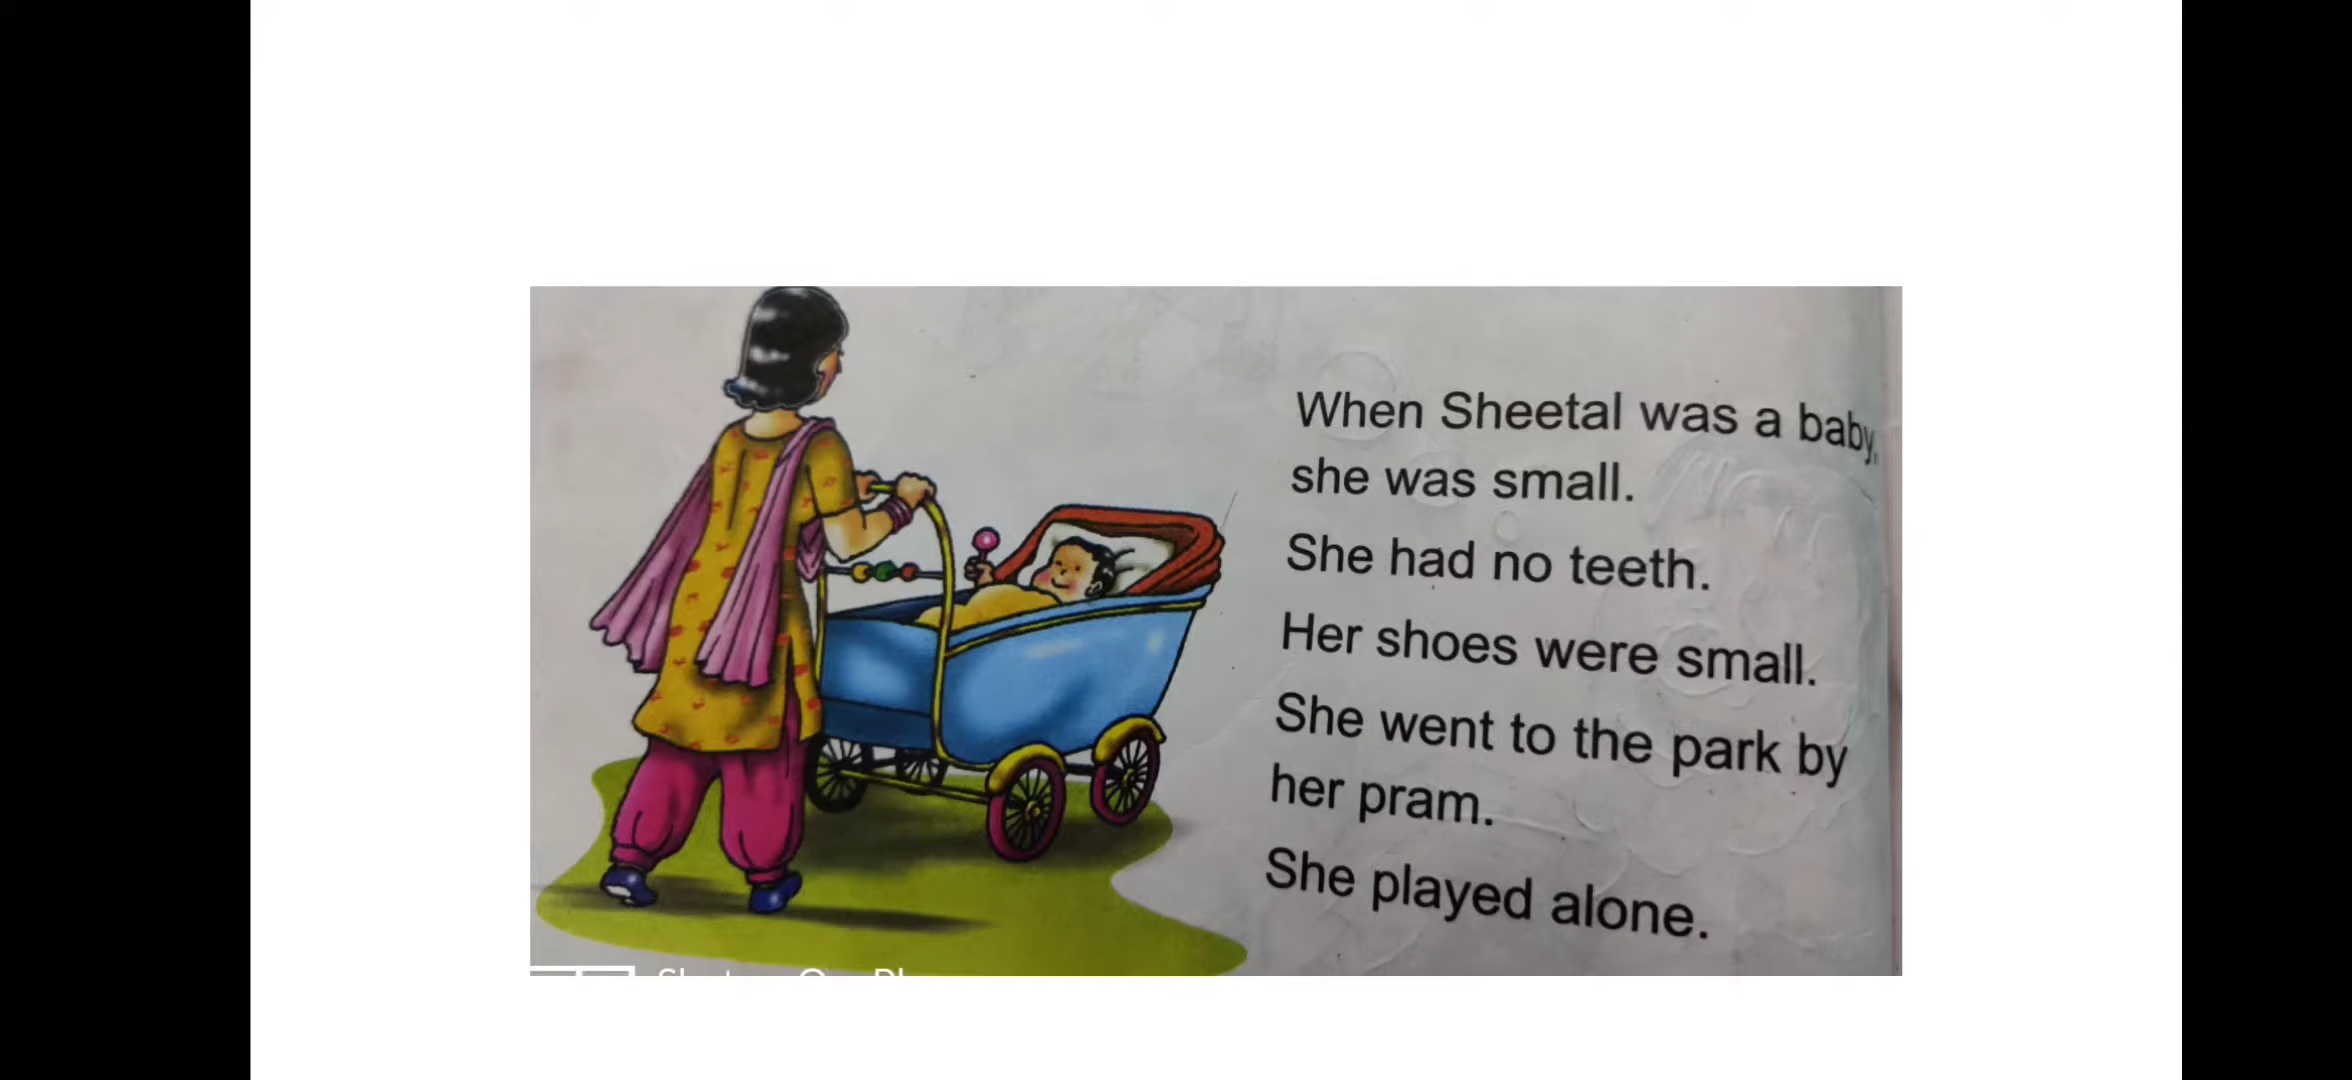 When Sheetal was a baby,
she was small.
She had no teeth.
Her shoes were small.
She went to the park by
her pram.
She played alone.